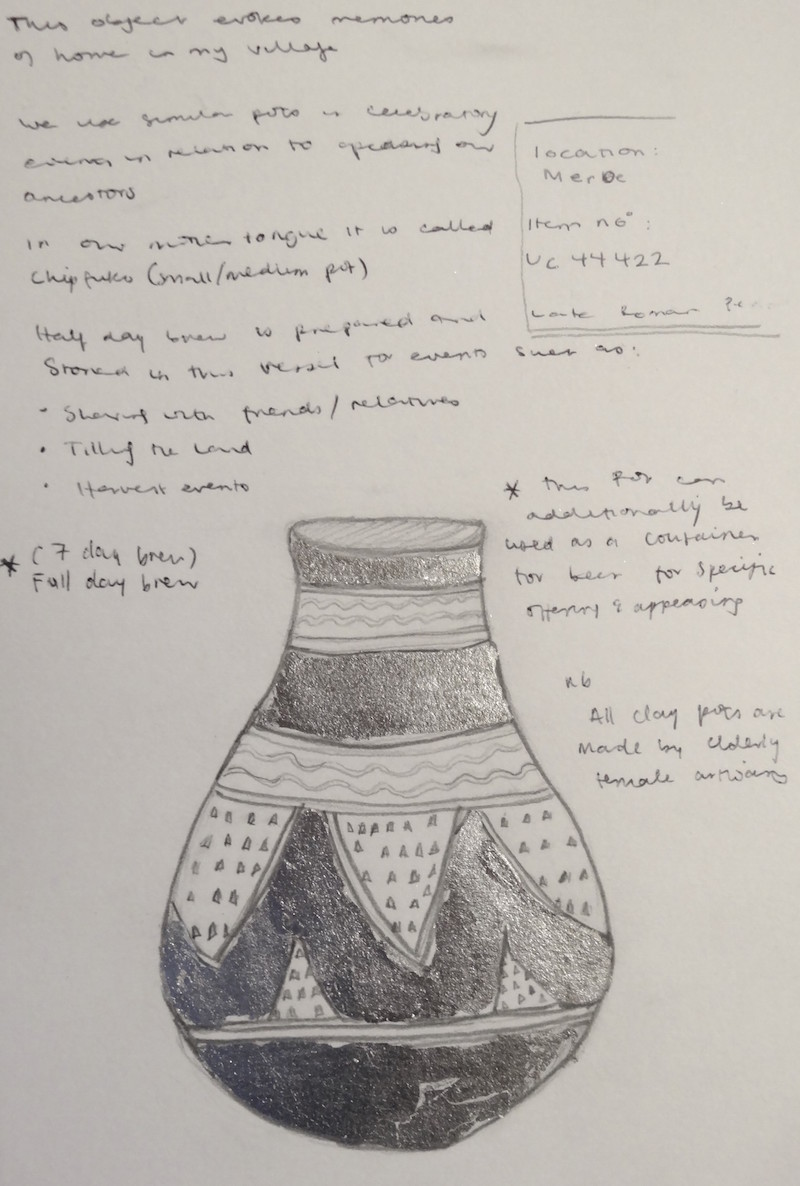 This object evokes memories
of home in my village
We use similar pots in celebratory
events in relation to appeasing our
ancestors
In our mother tongue it is called
Chipfuko (small/medium pot)
Half day brew is prepared and
Stored in this vessel for events such as:
• Sharing with friends / relatives
• Tilling the land
• Harvest events
location:
Meroe
Item no:
UC 44422
Late Roman
* (7 day brew)
Full day brew
* This pot can
additionally be
used as a container
for beer for specific
offering & appeasing
nb
All clay pots are
made by elderly
female artisans